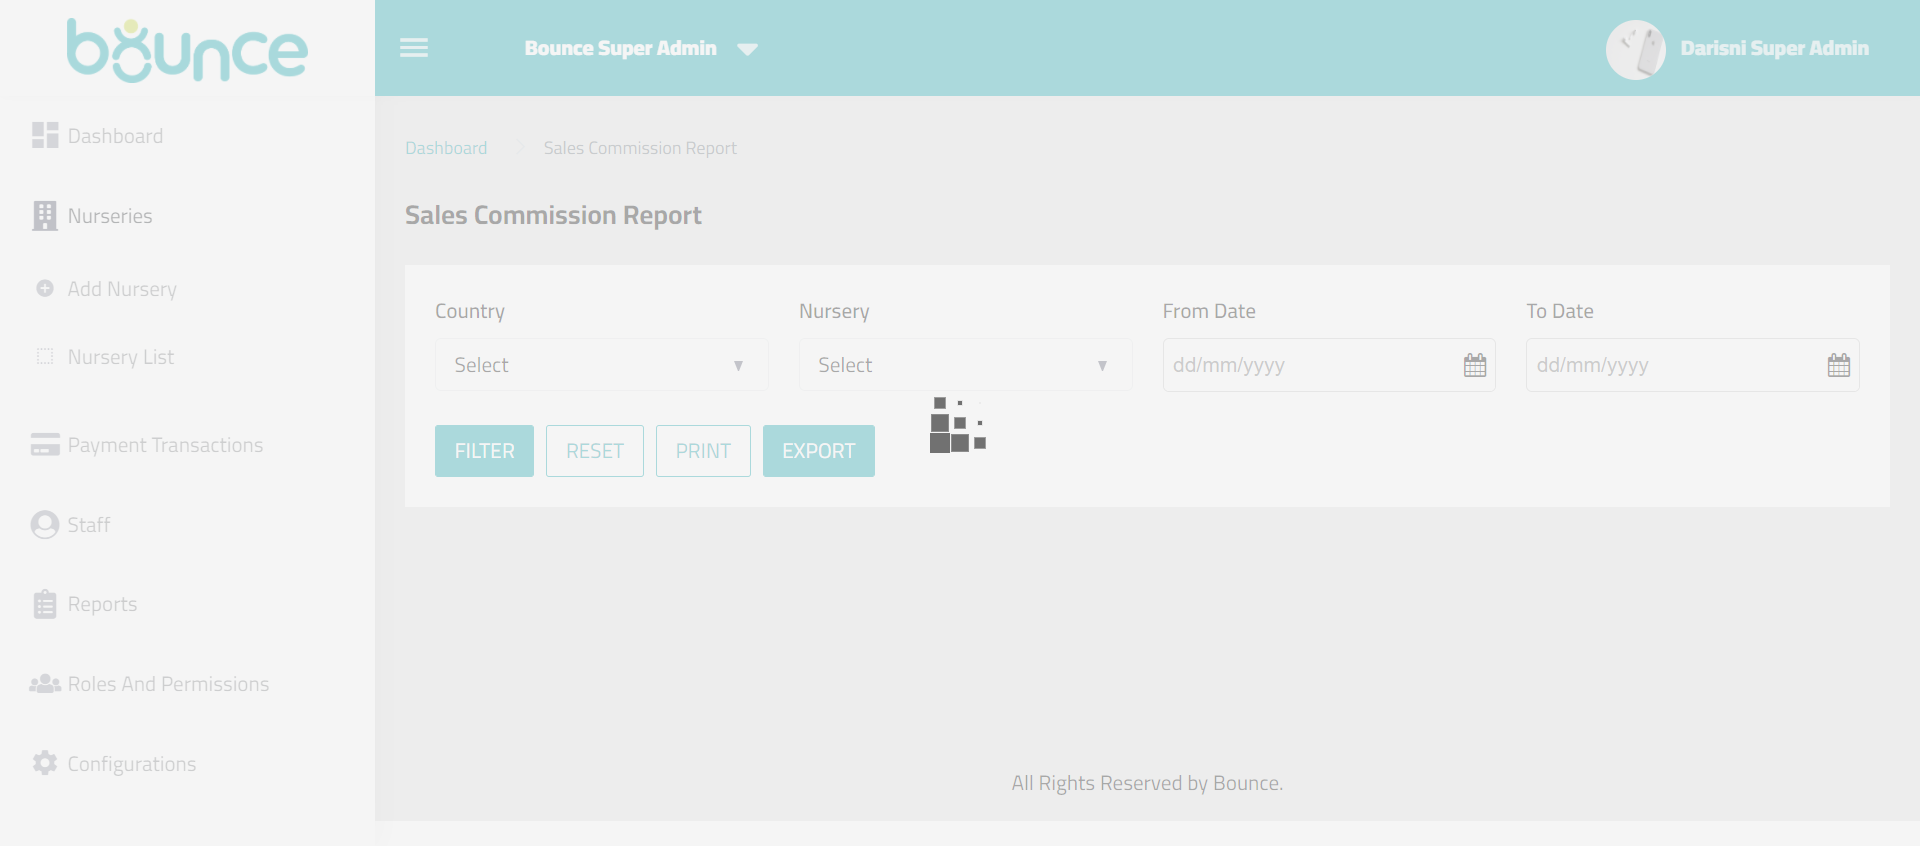 bounce
Bounce Super Admin
Darisni Super Admin
Dashboard
Nurseries
Add Nursery
Nursery List
Payment Transactions
Staff
Reports
Roles And Permissions
Configurations
Dashboard
Sales Commission Report
Sales Commission Report
Country
Nursery
From Date
To Date
Select
Select
dd/mm/yyyy
dd/mm/yyyy
FILTER
RESET
PRINT
EXPORT
All Rights Reserved by Bounce.